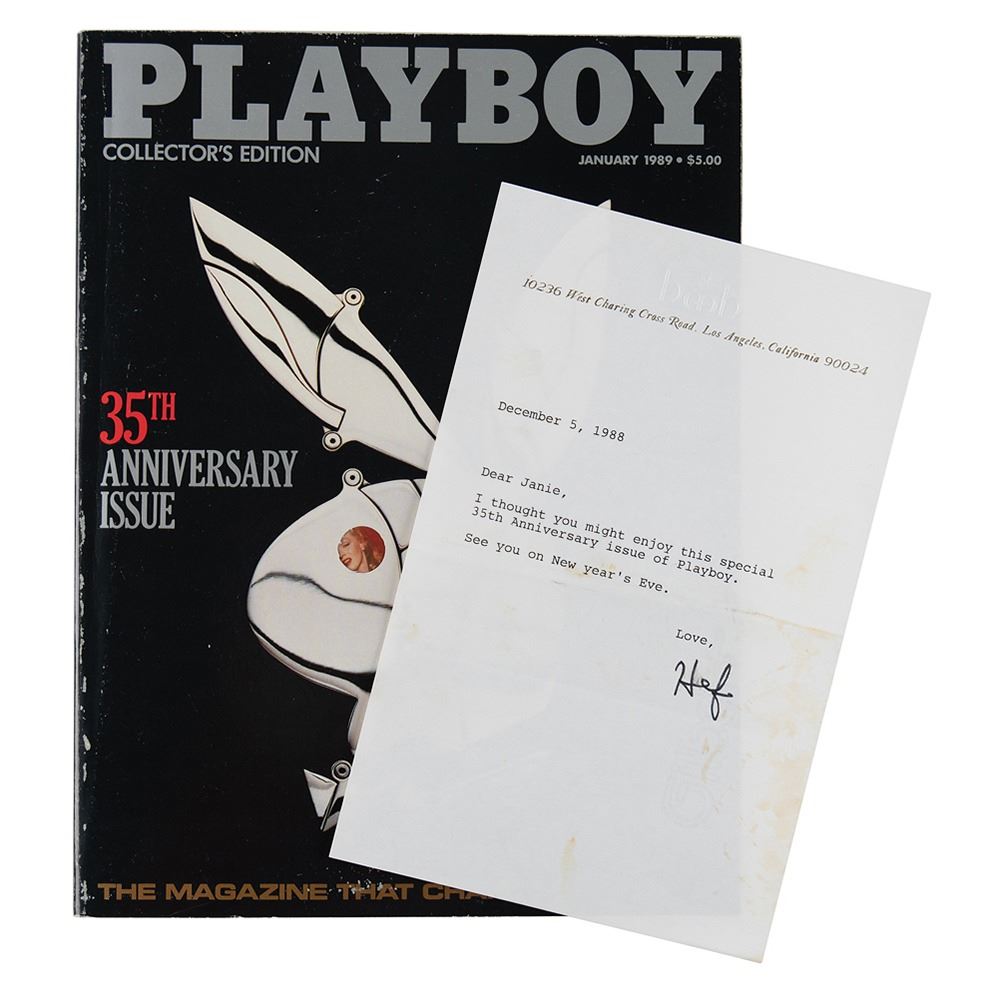 PLAYBOY
COLLECTOR'S EDITION
JANUARY 1989 • $5.00
35TH
ANNIVERSARY
ISSUE
THE MAGAZINE THAT
10236 West Charing Cross Road, Los Angeles, California 90024
December 5, 1988
Dear Janie,
I thought you might enjoy this special
35th Anniversary issue of Playboy.
See you on New year's Eve.
Love,
Hef